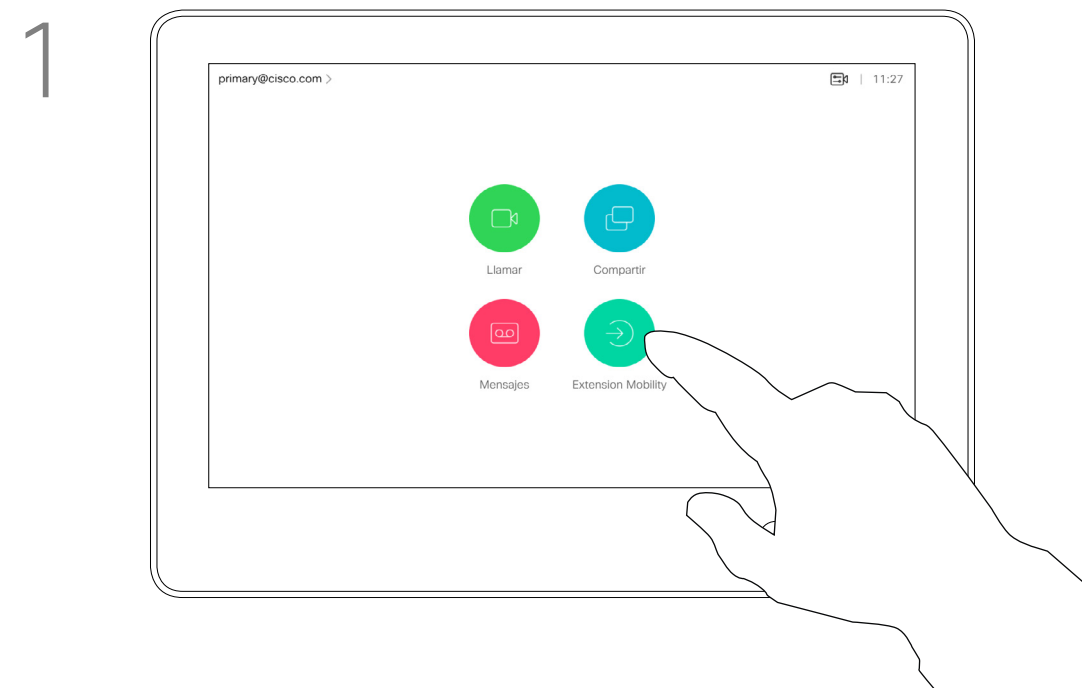 1
primary@cisco.com >
11:27
Llamar
Compartir
Mensajes
Extension Mobility